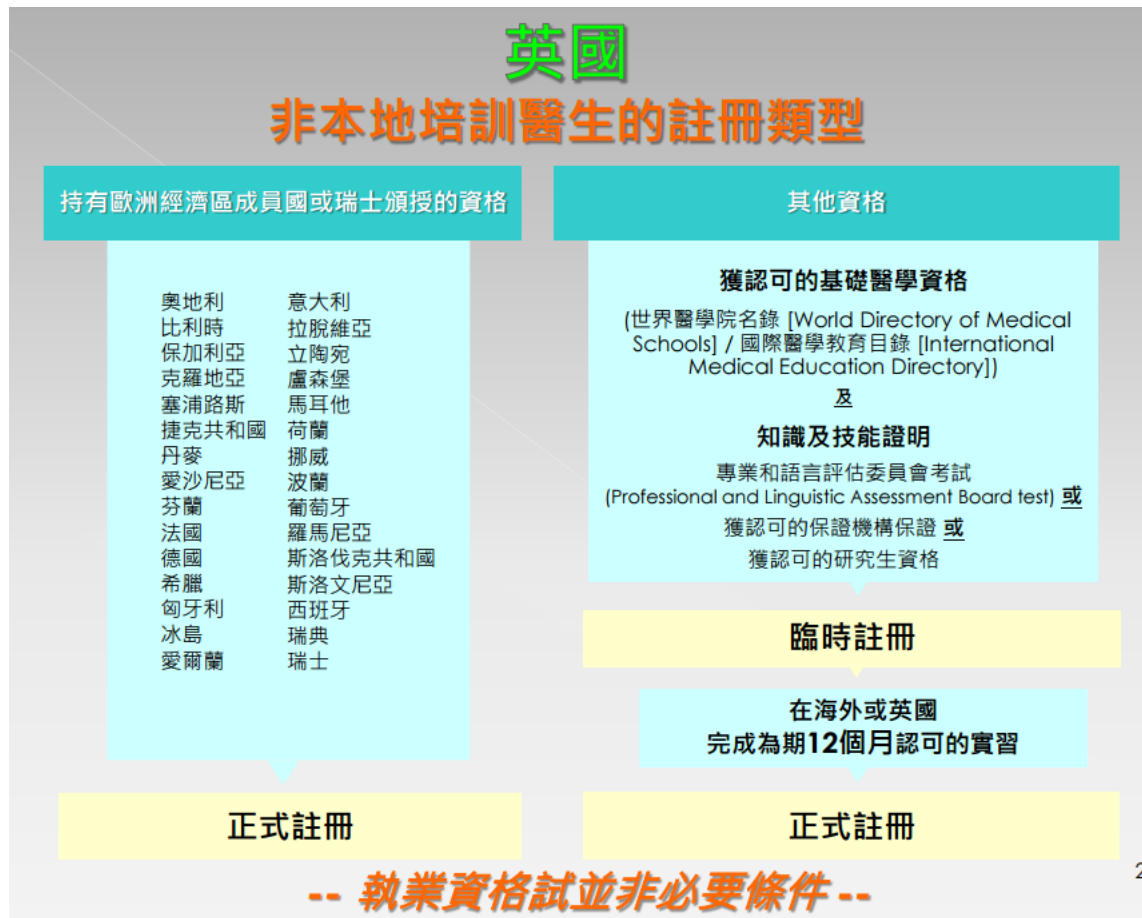 英國
非本地培訓醫生的註冊類型
持有歐洲經濟區成員國或瑞士頒授的資格
奧地利
比利時
保加利亞
克羅地亞
塞浦路斯
捷克共和國
丹麥
愛沙尼亞
芬蘭
法國
德國
希臘
匈牙利
冰島
愛爾蘭
意大利
拉脫維亞
立陶宛
盧森堡
馬耳他
荷蘭
挪威
波蘭
葡萄牙
羅馬尼亞
斯洛伐克共和國
斯洛文尼亞
西班牙
瑞典
瑞士
正式註冊
其他資格
獲認可的基礎醫學資格
(世界醫學院名錄 [World Directory of Medical
Schools] / 國際醫學教育目錄 [International
Medical Education Directory])
及
知識及技能證明
專業和語言評估委員會考試
(Professional and Linguistic Assessment Board test) 或
獲認可的保證機構保證 或
獲認可的研究生資格
臨時註冊
在海外或英國
完成為期12個月認可的實習
正式註冊
-- 執業資格試並非必要條件 --
2